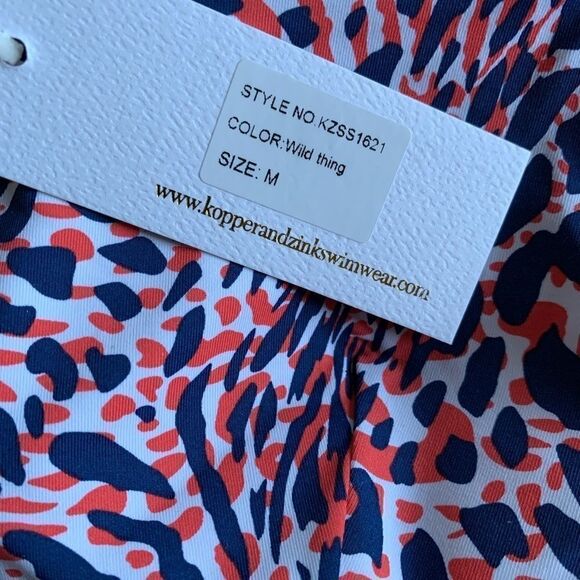 STYLE NO.KZSS1621
COLOR:Wild thing
SIZE: M
www.kopperandzinkswimwear.com